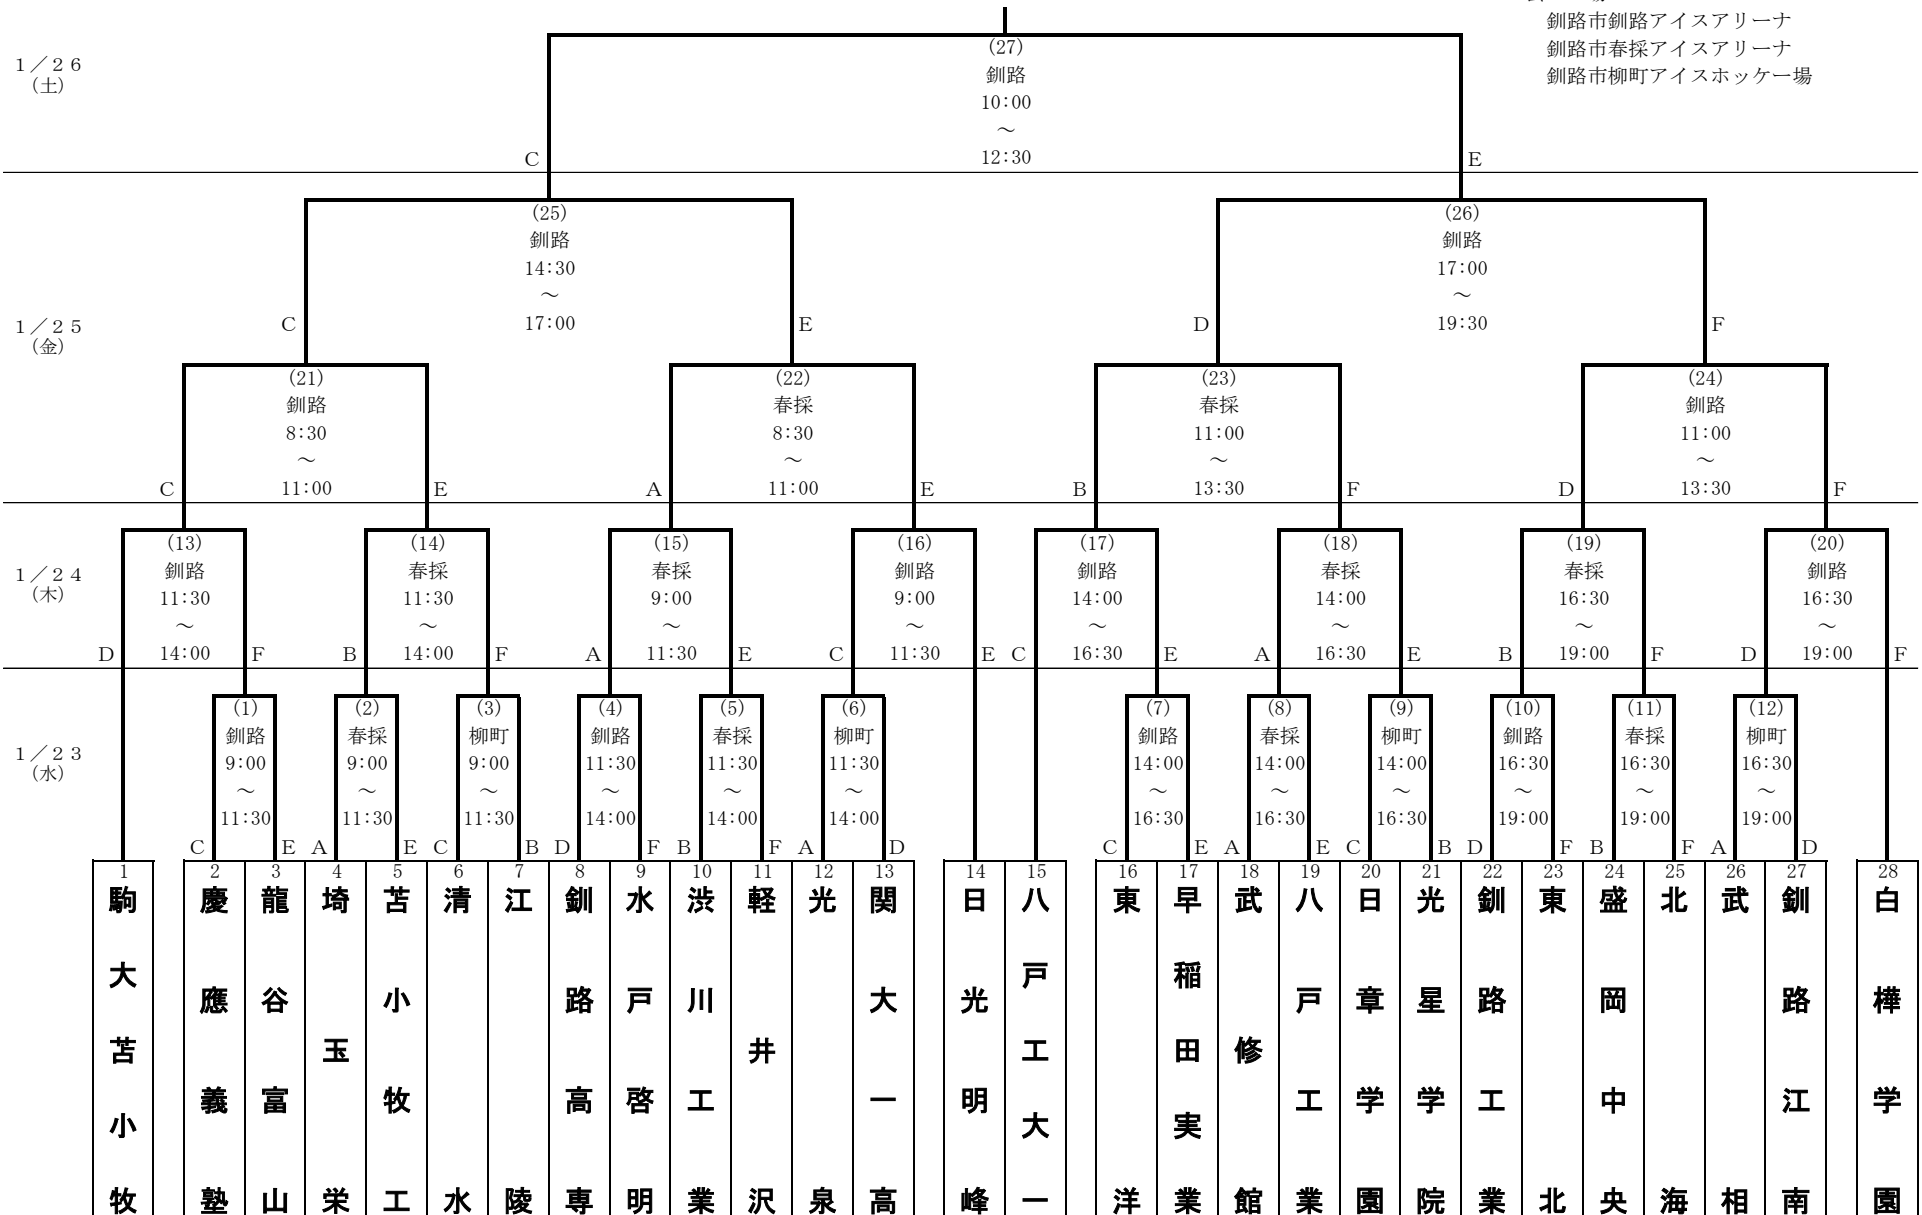 釧路市釧路アイスアリーナ
釧路市春採アイスアリーナ
釧路市柳町アイスホッケー場
1／26
（土）
(27)
釧路
10:00
～
12:30
C
E
1／25
（金）
(25)
釧路
14:30
～
17:00
C
E
(26)
釧路
17:00
～
19:30
D
F
(21)
釧路
8:30
～
11:00
C
E
(22)
春採
8:30
～
11:00
A
E
(23)
春採
11:00
～
13:30
B
F
(24)
釧路
11:00
～
13:30
D
F
1／24
（木）
(13)
釧路
11:30
～
14:00
D
F
(14)
春採
11:30
～
14:00
B
F
(15)
春採
9:00
～
11:30
A
E
(16)
釧路
9:00
～
11:30
C
E
(17)
釧路
14:00
～
16:30
C
E
(18)
春採
14:00
～
16:30
A
E
(19)
春採
16:30
～
19:00
B
F
(20)
釧路
16:30
～
19:00
D
F
1／23
（水）
(1)
釧路
9:00
～
11:30
C
E
(2)
春採
9:00
～
11:30
A
E
(3)
柳町
9:00
～
11:30
C
B
(4)
釧路
11:30
～
14:00
D
F
(5)
春採
11:30
～
14:00
B
F
(6)
柳町
11:30
～
14:00
A
D
(7)
釧路
14:00
～
16:30
C
E
(8)
春採
14:00
～
16:30
A
E
(9)
柳町
14:00
～
16:30
C
B
(10)
釧路
16:30
～
19:00
D
F
(11)
春採
16:30
～
19:00
B
F
(12)
柳町
16:30
～
19:00
A
D
1
駒大苫小牧
2
慶應義塾
3
龍谷富山
4
埼玉栄
5
苫小牧工
6
清水
7
江陵
8
釧路高専
9
水戸啓明
10
渋川工業
11
軽井沢
12
光泉
13
関大一高
14
日光明峰
15
八戸工大一
16
東洋
17
早稲田実業
18
武修館
19
八戸工業
20
日章学園
21
光星学院
22
釧路工業
23
東北
24
盛岡中央
25
北海
26
武相
27
釧路江南
28
白樺学園